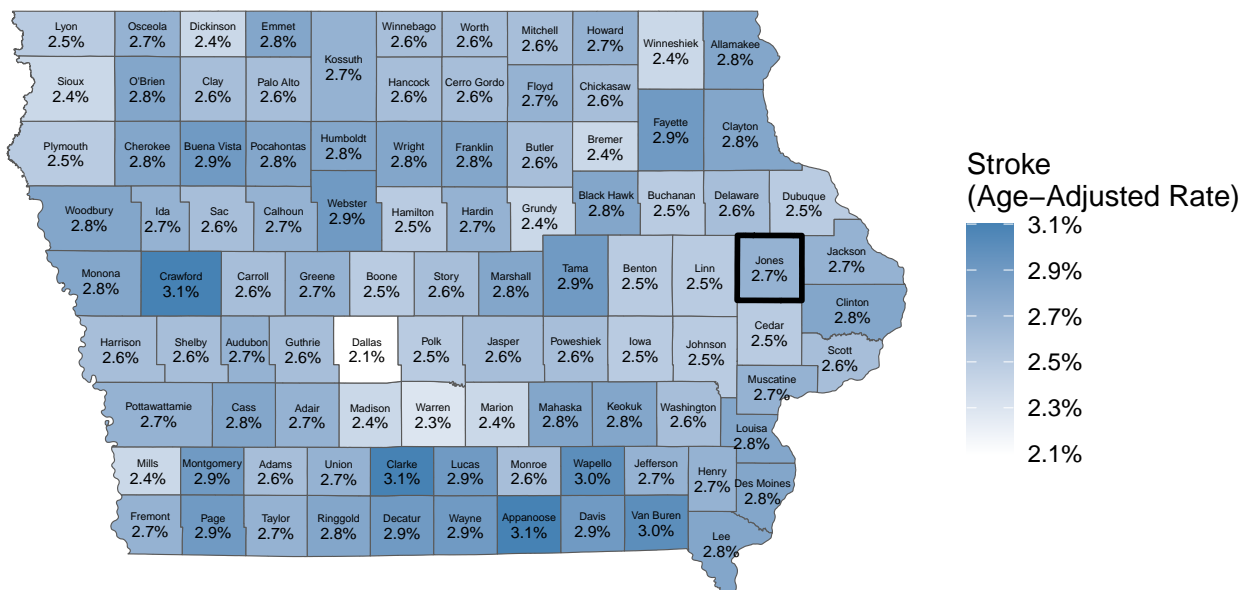 Lyon
2.5%
Osceola
2.7%
Dickinson
2.4%
Emmet
2.8%
Kossuth
2.7%
Winnebago
2.6%
Worth
2.6%
Mitchell
2.6%
Howard
2.7%
Winneshiek
2.4%
Allamakee
2.8%
Sioux
2.4%
O'Brien
2.8%
Clay
2.6%
Palo Alto
2.6%
Hancock
2.6%
Cerro Gordo
2.6%
Floyd
2.7%
Chickasaw
2.6%
Fayette
2.9%
Clayton
2.8%
Plymouth
2.5%
Cherokee
2.8%
Buena Vista
2.9%
Pocahontas
2.8%
Humboldt
2.8%
Wright
2.8%
Franklin
2.8%
Butler
2.6%
Bremer
2.4%
Woodbury
2.8%
Ida
2.7%
Sac
2.6%
Calhoun
2.7%
Webster
2.9%
Hamilton
2.5%
Hardin
2.7%
Grundy
2.4%
Black Hawk
2.8%
Buchanan
2.5%
Delaware
2.6%
Dubuque
2.5%
Monona
2.8%
Crawford
3.1%
Carroll
2.6%
Greene
2.7%
Boone
2.5%
Story
2.6%
Marshall
2.8%
Tama
2.9%
Benton
2.5%
Linn
2.5%
Jones
2.7%
Jackson
2.7%
Clinton
2.8%
Harrison
2.6%
Shelby
2.6%
Audubon
2.7%
Guthrie
2.6%
Dallas
2.1%
Polk
2.5%
Jasper
2.6%
Poweshiek
2.6%
Iowa
2.5%
Johnson
2.5%
Cedar
2.5%
Scott
2.6%
Muscatine
2.7%
Pottawattamie
2.7%
Cass
2.8%
Adair
2.7%
Madison
2.4%
Warren
2.3%
Marion
2.4%
Mahaska
2.8%
Keokuk
2.8%
Washington
2.6%
Louisa
2.8%
Mills
2.4%
Montgomery
2.9%
Adams
2.6%
Union
2.7%
Clarke
3.1%
Lucas
2.9%
Monroe
2.6%
Wapello
3.0%
Jefferson
2.7%
Henry
2.7%
Des Moines
2.8%
Fremont
2.7%
Page
2.9%
Taylor
2.7%
Ringgold
2.8%
Decatur
2.9%
Wayne
2.9%
Appanoose
3.1%
Davis
2.9%
Van Buren
3.0%
Lee
2.8%
Stroke
(Age−Adjusted Rate)
3.1%
2.9%
2.7%
2.5%
2.3%
2.1%